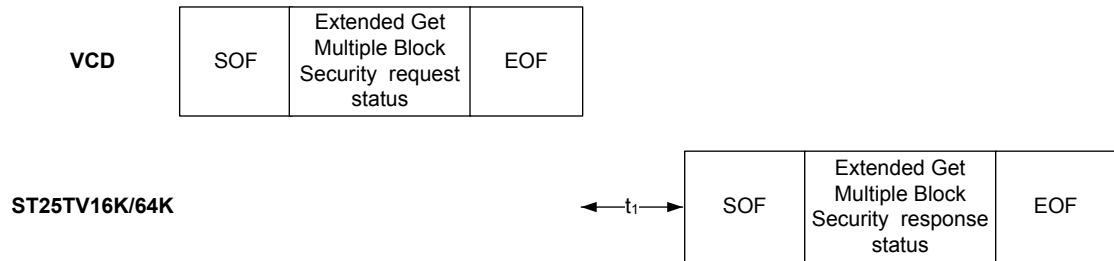 VCD
SOF
Extended Get
Multiple Block
Security request
status
EOF
ST25TV16K/64K
t1
SOF
Extended Get
Multiple Block
Security response
status
EOF